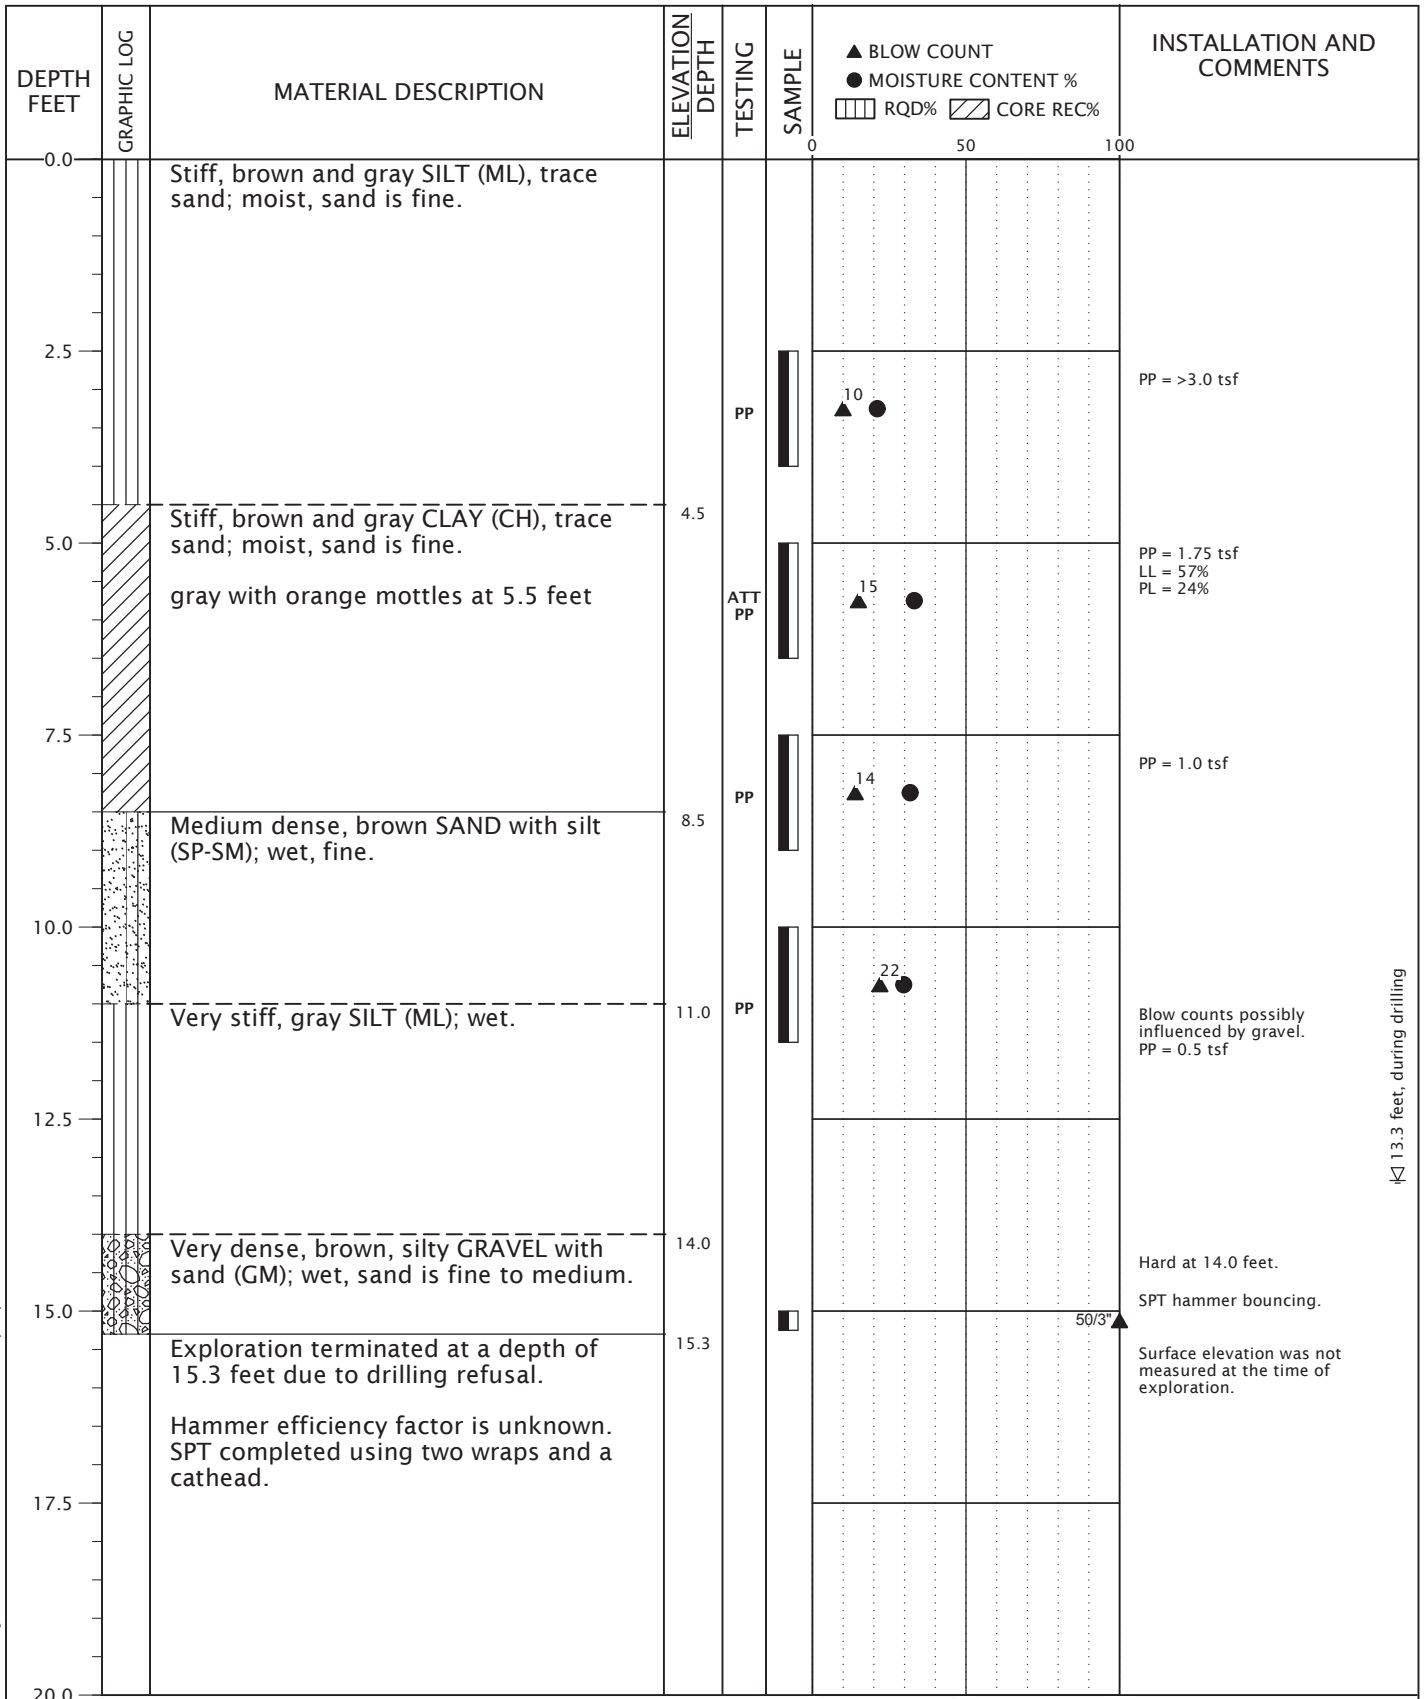 DEPTH
FEET
GRAPHIC LOG
MATERIAL DESCRIPTION
ELEVATION
DEPTH
TESTING
SAMPLE
▲ BLOW COUNT
● MOISTURE CONTENT %
RQD% CORE REC%
INSTALLATION AND
COMMENTS
0 50 100
0.0
Stiff, brown and gray SILT (ML), trace
sand; moist, sand is fine.
2.5
PP = >3.0 tsf
10
PP
4.5
Stiff, brown and gray CLAY (CH), trace
sand; moist, sand is fine.
5.0
gray with orange mottles at 5.5 feet
ATT
PP
15
PP = 1.75 tsf
LL = 57%
PL = 24%
7.5
PP
14
PP = 1.0 tsf
8.5
Medium dense, brown SAND with silt
(SP-SM); wet, fine.
10.0
22
11.0
PP
Very stiff, gray SILT (ML); wet.
Blow counts possibly
influenced by gravel.
PP = 0.5 tsf
12.5
13.3 feet, during drilling
14.0
Very dense, brown, silty GRAVEL with
sand (GM); wet, sand is fine to medium.
Hard at 14.0 feet.
15.0
SPT hammer bouncing.
50/3"
15.3
Exploration terminated at a depth of
15.3 feet due to drilling refusal.
Surface elevation was not
measured at the time of
exploration.
Hammer efficiency factor is unknown.
SPT completed using two wraps and a
cathead.
17.5
20.0